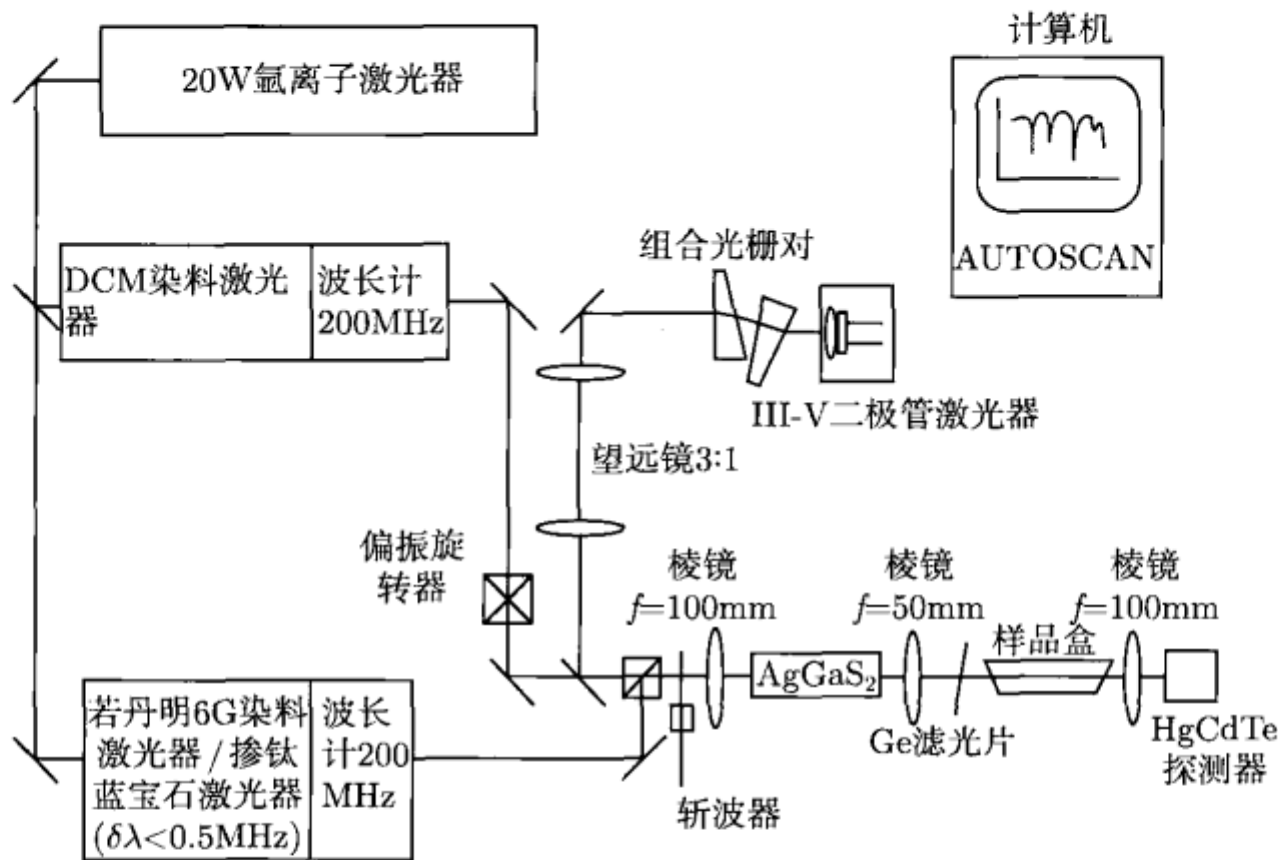 计算机
20W氩离子激光器
AUTOSCAN
组合光栅对
DCM染料激光
器
波长计
200MHz
III-V二极管激光器
望远镜3:1
偏振旋
转器
棱镜
f=100mm
棱镜
f=50mm
棱镜
f=100mm
样品盒
AgGaS₂
Ge滤光片
HgCdTe
探测器
若丹明6G染料
激光器/掺钛
蓝宝石激光器
(δλ<0.5MHz)
波长
计200
MHz
斩波器